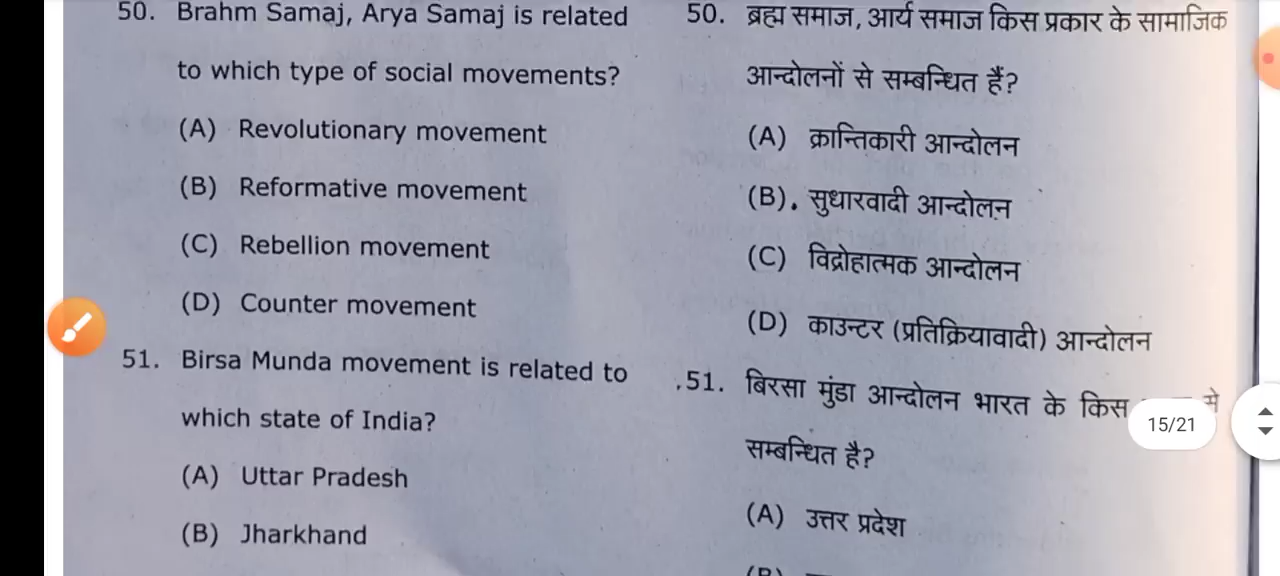 50. Brahm Samaj, Arya Samaj is related
to which type of social movements?
(A) Revolutionary movement
(B) Reformative movement
(C) Rebellion movement
(D) Counter movement
51. Birsa Munda movement is related to
which state of India?
(A) Uttar Pradesh
(B) Jharkhand
50. ब्रह्म समाज, आर्य समाज किस प्रकार के सामाजिक
आन्दोलनों से सम्बन्धित हैं?
(A) क्रान्तिकारी आन्दोलन
(B) सुधारवादी आन्दोलन
(C) विद्रोहात्मक आन्दोलन
(D) काउन्टर (प्रतिक्रियावादी) आन्दोलन
51. बिरसा मुंडा आन्दोलन भारत के किस से
सम्बन्धित है?
(A) उत्तर प्रदेश
(B)
15/21